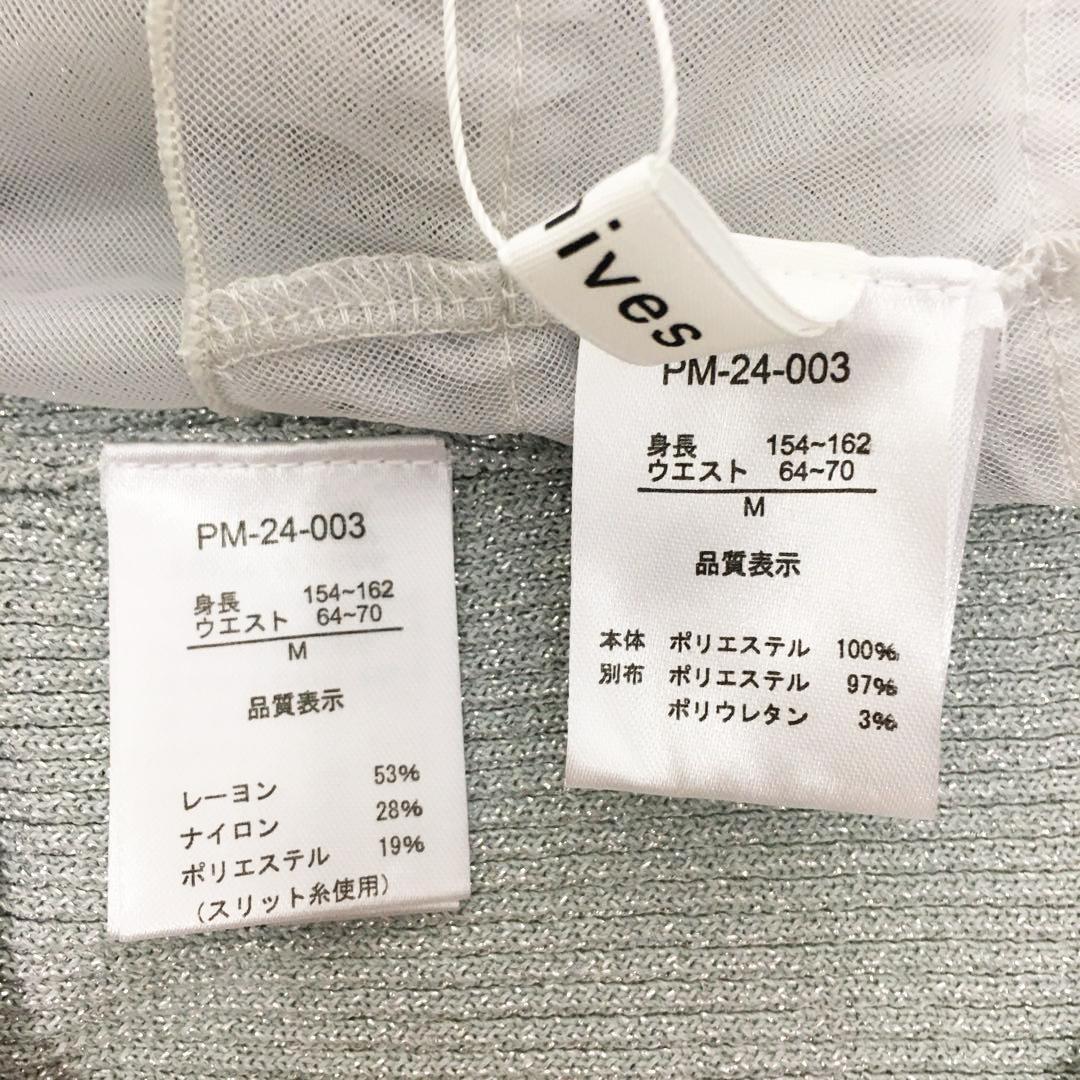 ives
PM-24-003
身長 154~162
ウエスト 64~70
M
品質表示
本体 ポリエステル 100%
別布 ポリエステル 97%
ポリウレタン 3%
PM-24-003
身長 154~162
ウエスト 64~70
M
品質表示
レーヨン 53%
ナイロン 28%
ポリエステル 19%
(スリット糸使用)